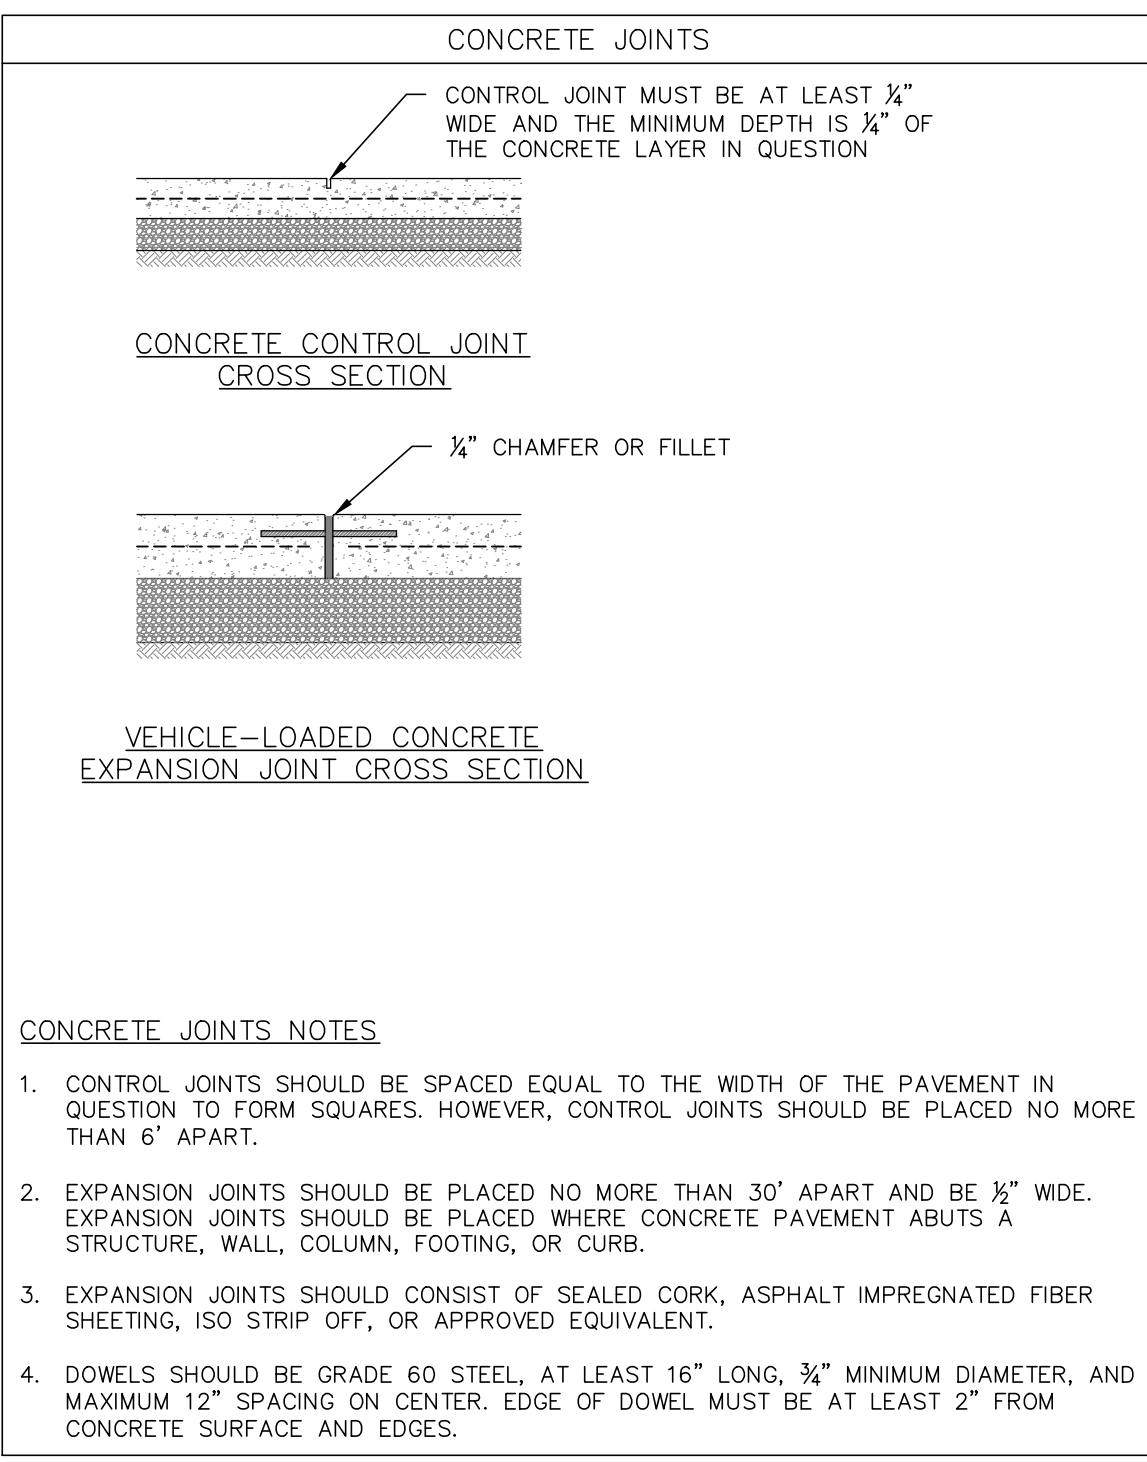 CONCRETE JOINTS
CONTROL JOINT MUST BE AT LEAST ¼"
WIDE AND THE MINIMUM DEPTH IS ¼" OF
THE CONCRETE LAYER IN QUESTION
CONCRETE CONTROL JOINT
CROSS SECTION
¼" CHAMFER OR FILLET
VEHICLE–LOADED CONCRETE
EXPANSION JOINT CROSS SECTION
CONCRETE JOINTS NOTES
1. CONTROL JOINTS SHOULD BE SPACED EQUAL TO THE WIDTH OF THE PAVEMENT IN
QUESTION TO FORM SQUARES. HOWEVER, CONTROL JOINTS SHOULD BE PLACED NO MORE
THAN 6' APART.
2. EXPANSION JOINTS SHOULD BE PLACED NO MORE THAN 30' APART AND BE ½" WIDE.
EXPANSION JOINTS SHOULD BE PLACED WHERE CONCRETE PAVEMENT ABUTS A
STRUCTURE, WALL, COLUMN, FOOTING, OR CURB.
3. EXPANSION JOINTS SHOULD CONSIST OF SEALED CORK, ASPHALT IMPREGNATED FIBER
SHEETING, ISO STRIP OFF, OR APPROVED EQUIVALENT.
4. DOWELS SHOULD BE GRADE 60 STEEL, AT LEAST 16" LONG, ¾" MINIMUM DIAMETER, AND
MAXIMUM 12" SPACING ON CENTER. EDGE OF DOWEL MUST BE AT LEAST 2" FROM
CONCRETE SURFACE AND EDGES.